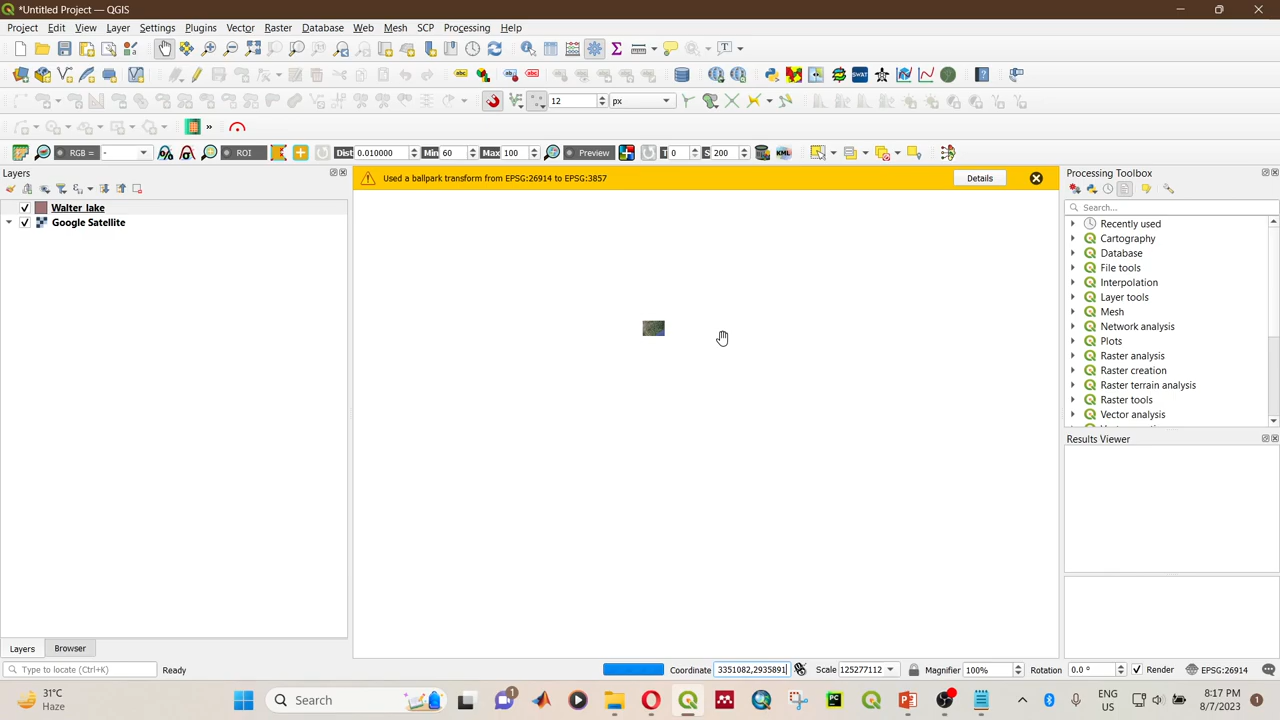 *Untitled Project — QGIS
Project Edit View Layer Settings Plugins Vector Raster Database Web Mesh SCP Processing Help
12 px
RGB = - ROI Dist 0.010000 Min 60 Max 100 Preview T 0 S 200
Layers
Walter_lake
Google Satellite
Used a ballpark transform from EPSG:26914 to EPSG:3857 Details
Processing Toolbox
Search...
Recently used
Cartography
Database
File tools
Interpolation
Layer tools
Mesh
Network analysis
Plots
Raster analysis
Raster creation
Raster terrain analysis
Raster tools
Vector analysis
Results Viewer
Layers Browser
Type to locate (Ctrl+K) Ready Coordinate 3351082,2935891 Scale 125277112 Magnifier 100% Rotation 0.0 ° Render EPSG:26914
31°C
Haze
Search
1
ENG
US
8:17 PM
8/7/2023